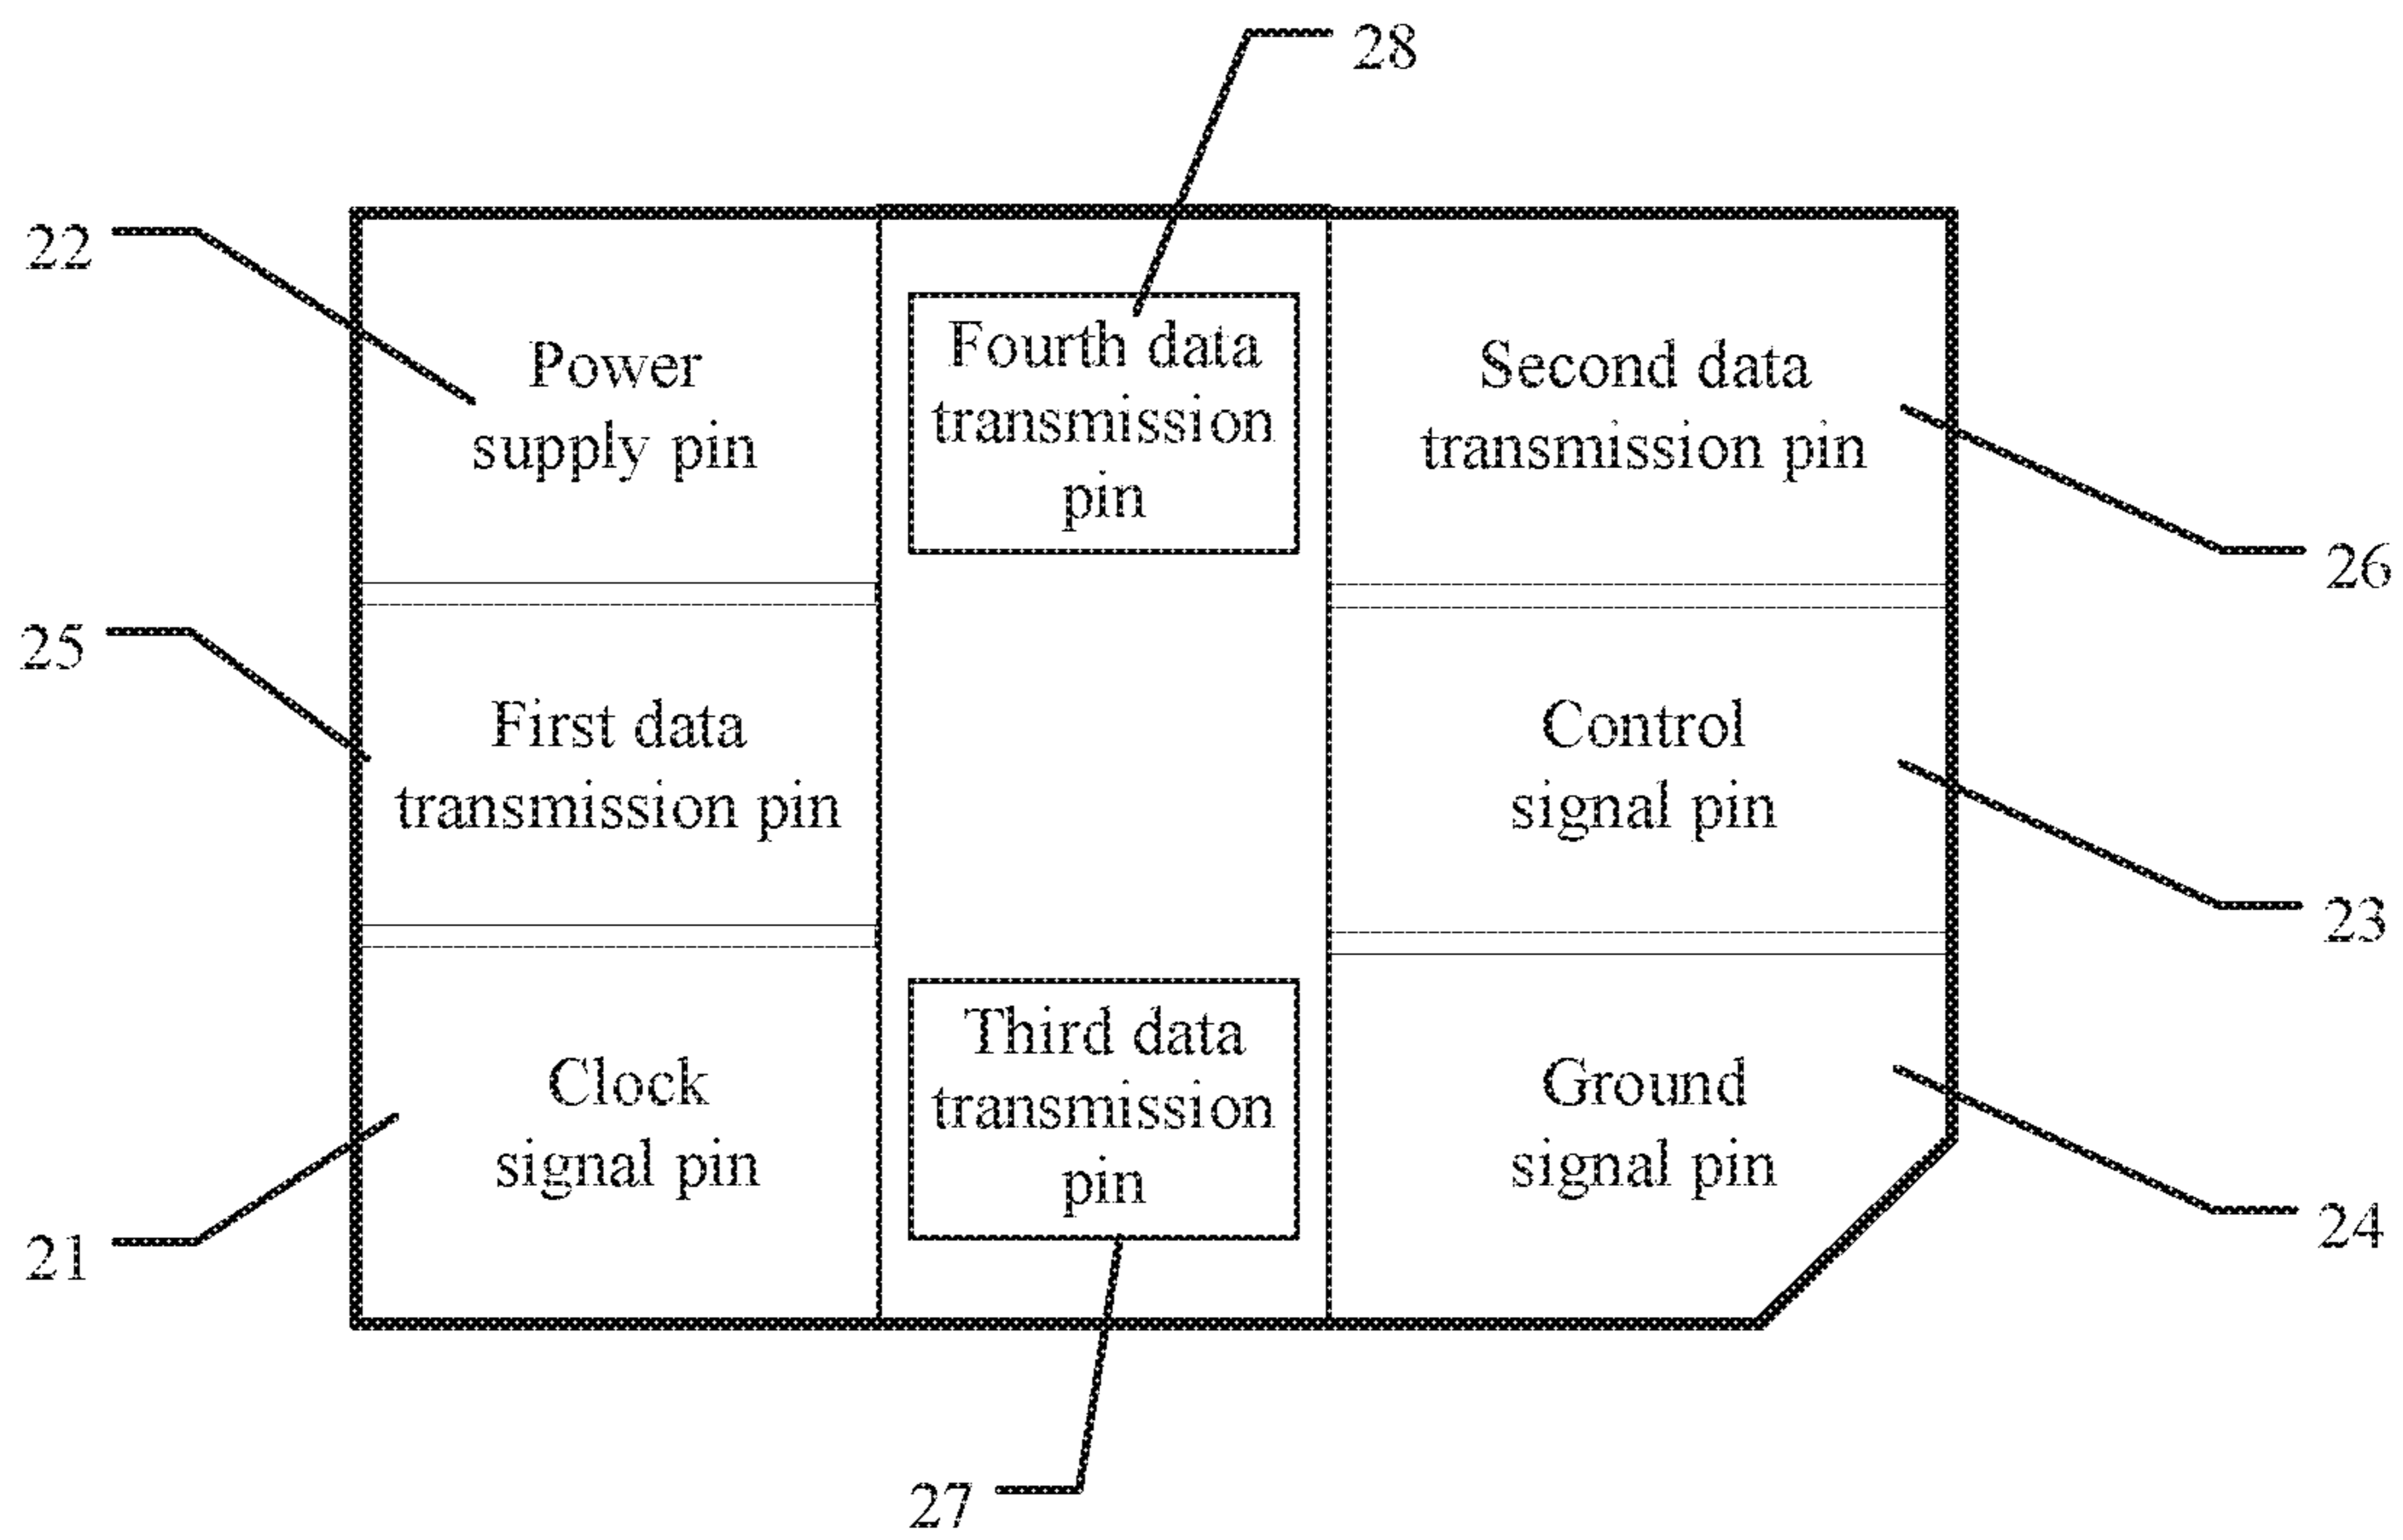 28
22
Power
supply pin
Fourth data
transmission
pin
Second data
transmission pin
26
25
First data
transmission pin
Control
signal pin
23
Clock
signal pin
Third data
transmission
pin
Ground
signal pin
21
24
27